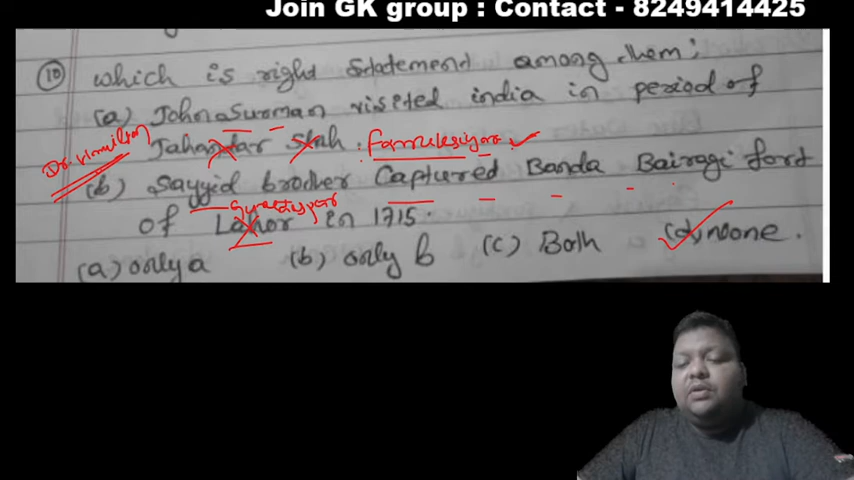 Join GK group : Contact - 8249414425
(10) which is right statement among them;
(a) John Surman visited india in period of
Jahandar Shah. Farrukhsiyar
Dr. Hamilton
(b) Sayyid brother Captured Banda Bairagi fort
Gurdaspur
of Lahor in 1715.
(a) only a (b) only b (c) Both (d) noone.